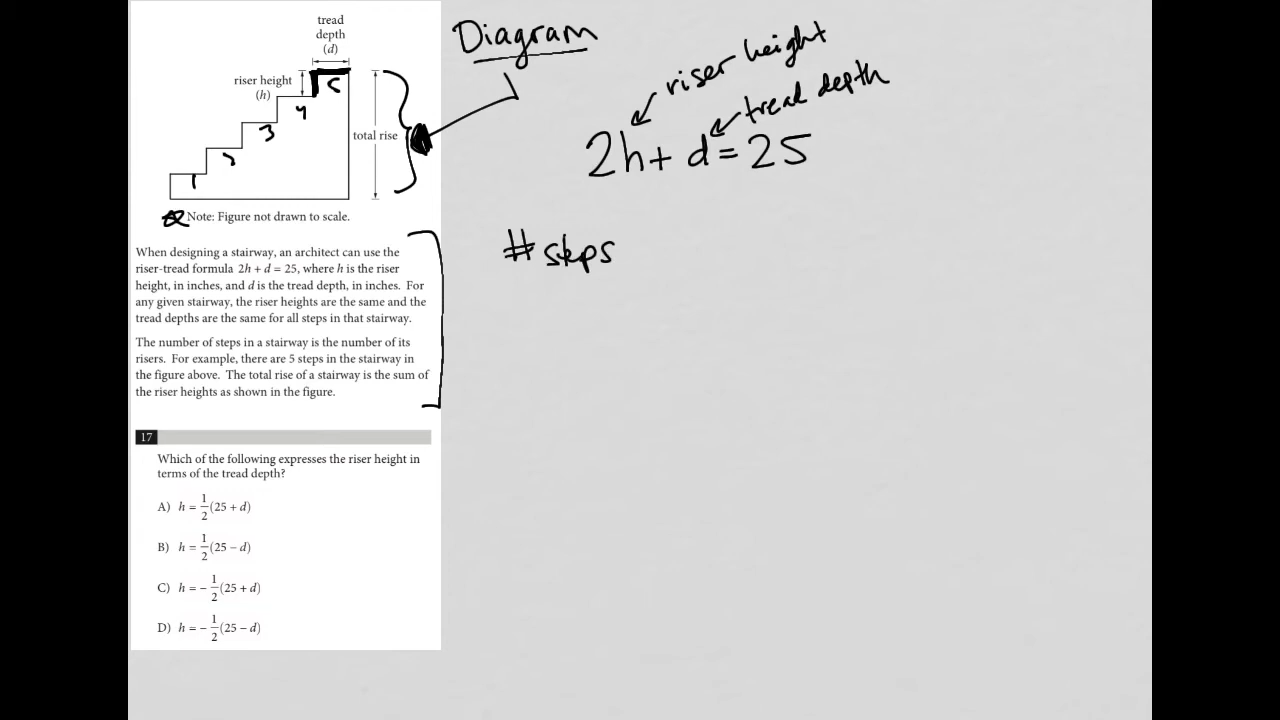 tread
depth
(d)
riser height
(h)
total rise
1
2
3
4
5
Note: Figure not drawn to scale.
When designing a stairway, an architect can use the
riser-tread formula 2h + d = 25, where h is the riser
height, in inches, and d is the tread depth, in inches. For
any given stairway, the riser heights are the same and the
tread depths are the same for all steps in that stairway.
The number of steps in a stairway is the number of its
risers. For example, there are 5 steps in the stairway in
the figure above. The total rise of a stairway is the sum of
the riser heights as shown in the figure.
17
Which of the following expresses the riser height in
terms of the tread depth?
A) h = 1/2 (25 + d)
B) h = 1/2 (25 − d)
C) h = − 1/2 (25 + d)
D) h = − 1/2 (25 − d)
Diagram
riser height
tread depth
2h + d = 25
# steps